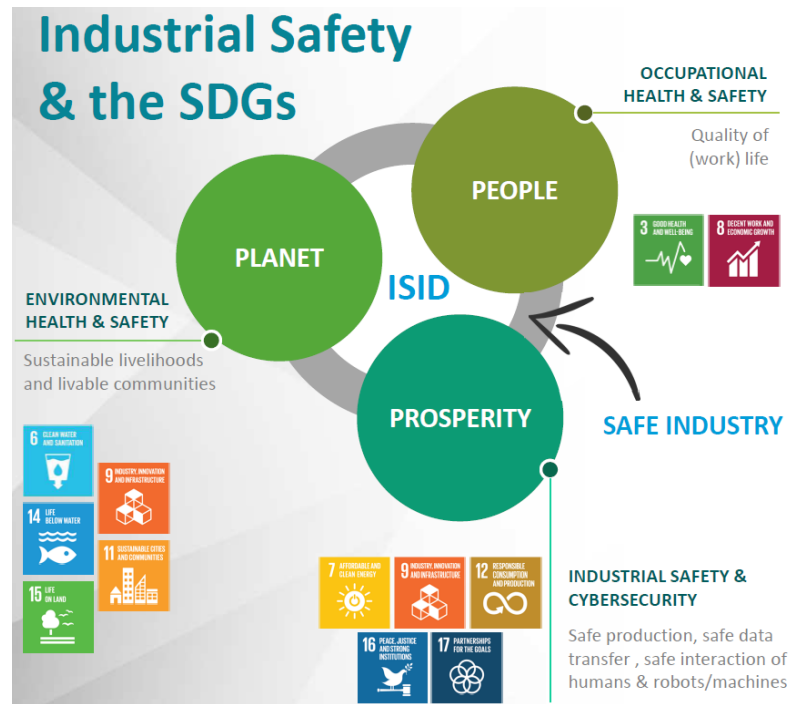 Industrial Safety
& the SDGs
OCCUPATIONAL
HEALTH & SAFETY
Quality of
(work) life
3 GOOD HEALTH
AND WELL-BEING
8 DECENT WORK AND
ECONOMIC GROWTH
PEOPLE
PLANET
ISID
ENVIRONMENTAL
HEALTH & SAFETY
Sustainable livelihoods
and livable communities
PROSPERITY
SAFE INDUSTRY
6 CLEAN WATER
AND SANITATION
9 INDUSTRY, INNOVATION
AND INFRASTRUCTURE
14 LIFE
BELOW WATER
11 SUSTAINABLE CITIES
AND COMMUNITIES
15 LIFE
ON LAND
7 AFFORDABLE AND
CLEAN ENERGY
9 INDUSTRY, INNOVATION
AND INFRASTRUCTURE
12 RESPONSIBLE
CONSUMPTION
AND PRODUCTION
16 PEACE, JUSTICE
AND STRONG
INSTITUTIONS
17 PARTNERSHIPS
FOR THE GOALS
INDUSTRIAL SAFETY &
CYBERSECURITY
Safe production, safe data
transfer , safe interaction of
humans & robots/machines